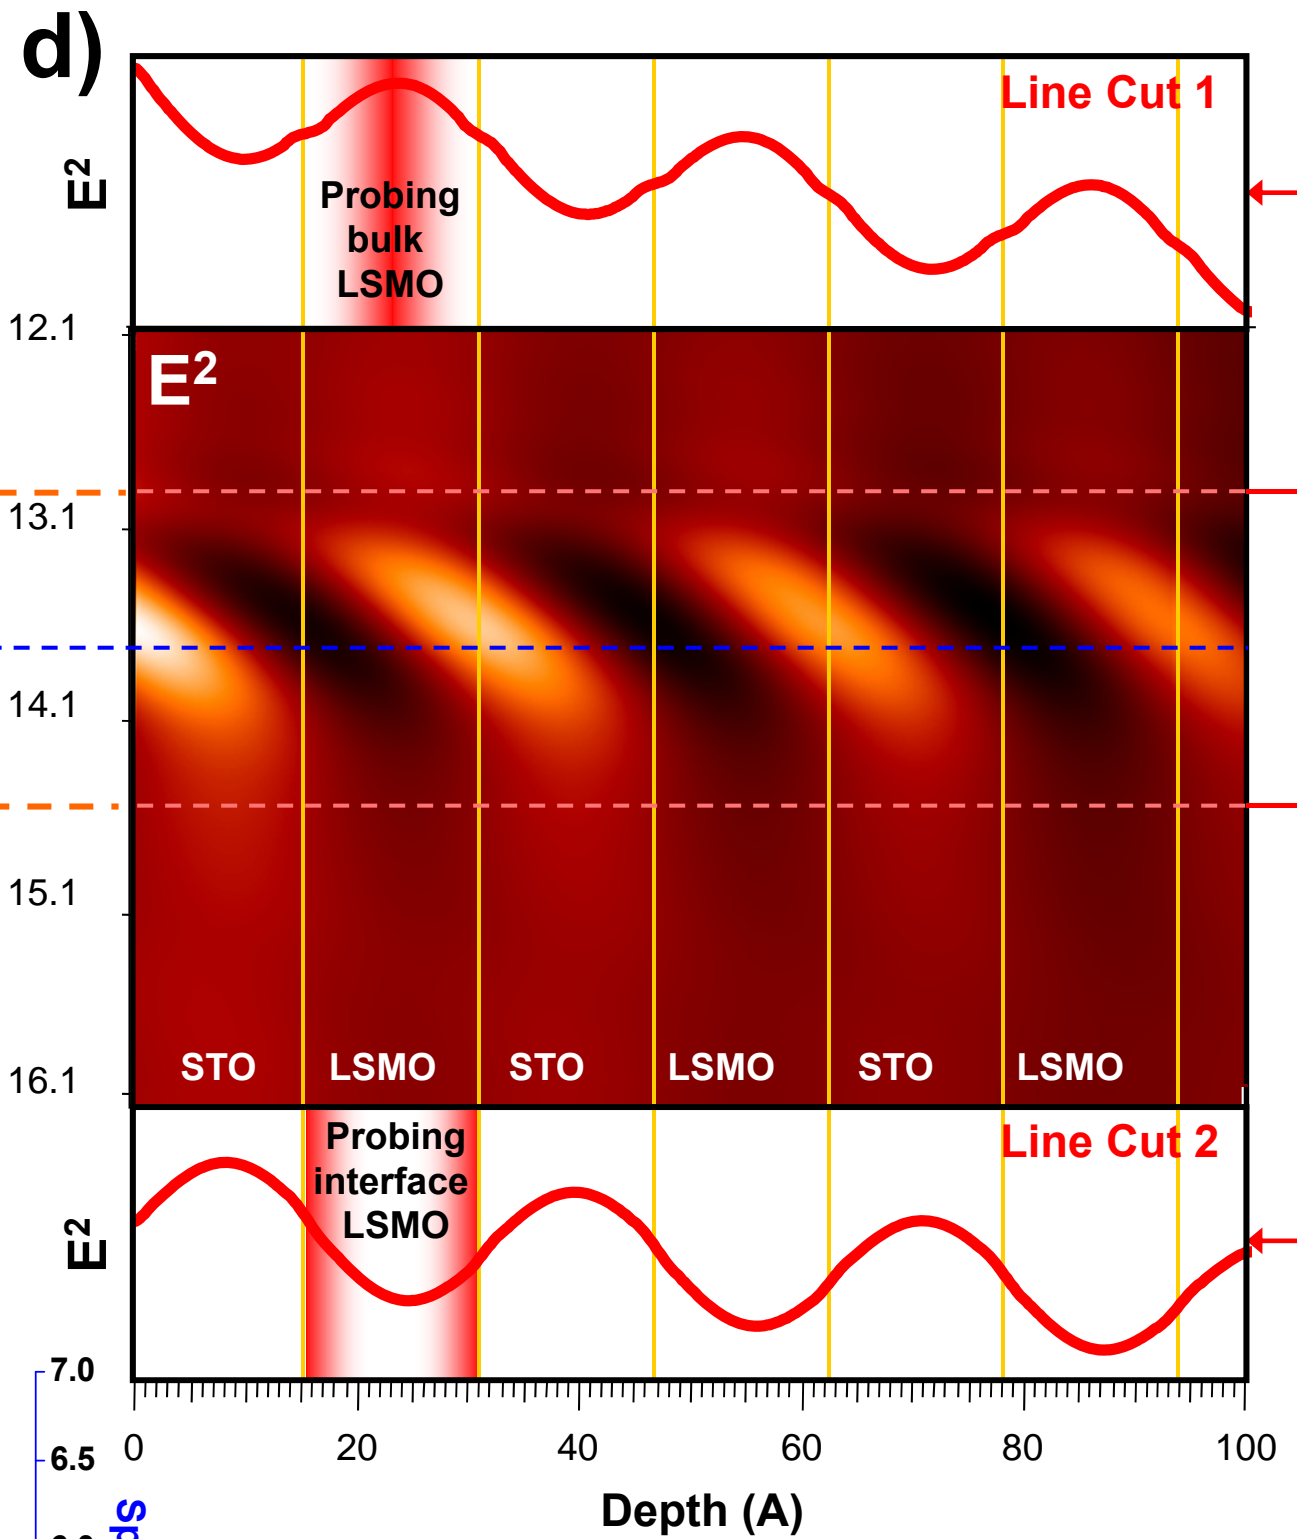 d)
Line Cut 1
E²
Probing
bulk
LSMO
12.1
E²
13.1
14.1
15.1
16.1
STO LSMO STO LSMO STO LSMO
Probing
interface
LSMO
Line Cut 2
E²
7.0
0 20 40 60 80 100
6.5
Depth (A)
Sp